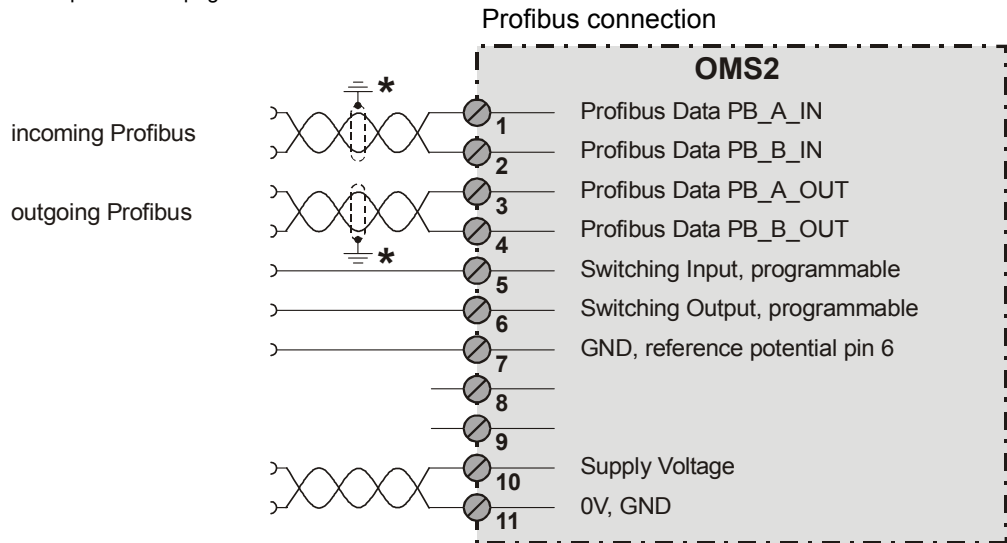 Profibus connection
OMS2
*
incoming Profibus
1 Profibus Data PB_A_IN
2 Profibus Data PB_B_IN
outgoing Profibus
3 Profibus Data PB_A_OUT
4 Profibus Data PB_B_OUT
*
5 Switching Input, programmable
6 Switching Output, programmable
7 GND, reference potential pin 6
8
9
10 Supply Voltage
11 0V, GND